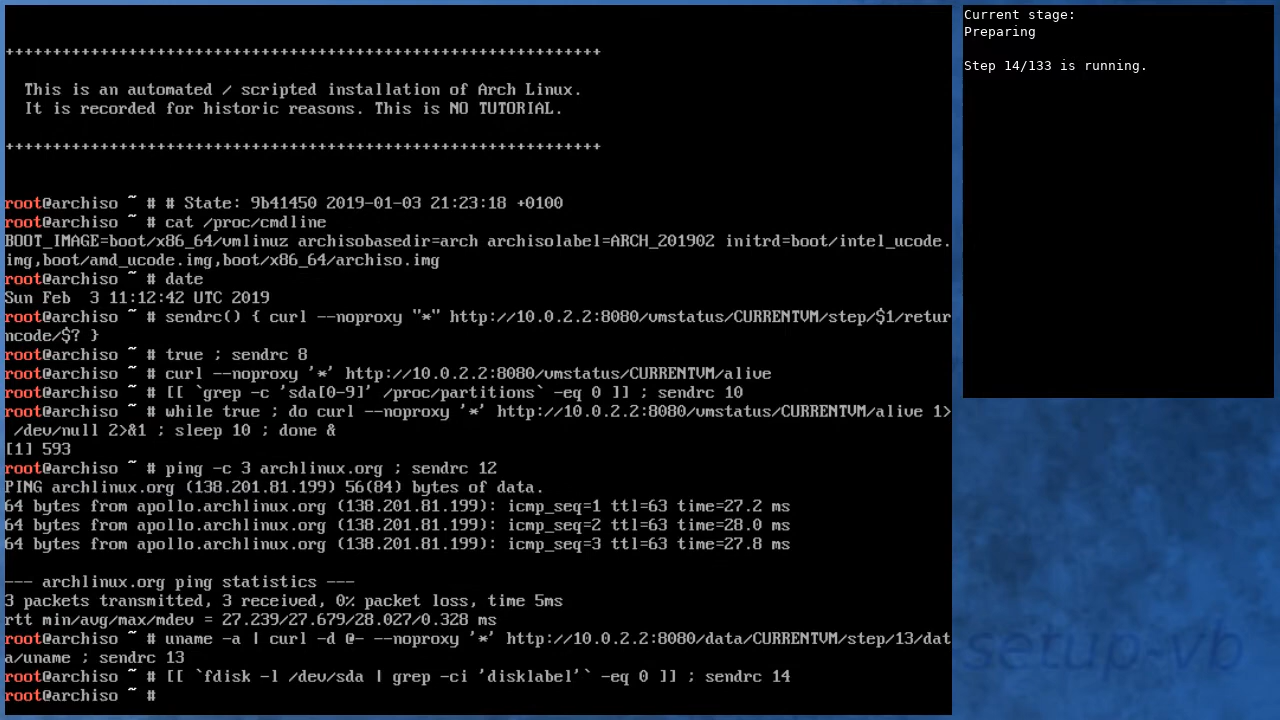 +++++++++++++++++++++++++++++++++++++++++++++++++++++++++++++++
This is an automated / scripted installation of Arch Linux.
It is recorded for historic reasons. This is NO TUTORIAL.
+++++++++++++++++++++++++++++++++++++++++++++++++++++++++++++++
root@archiso ~ # # State: 9b41450 2019-01-03 21:23:18 +0100
root@archiso ~ # cat /proc/cmdline
BOOT_IMAGE=boot/x86_64/vmlinuz archisobasedir=arch archisolabel=ARCH_201902 initrd=boot/intel_ucode.
img,boot/amd_ucode.img,boot/x86_64/archiso.img
root@archiso ~ # date
Sun Feb  3 11:12:42 UTC 2019
root@archiso ~ # sendrc() { curl --noproxy "*" http://10.0.2.2:8080/vmstatus/CURRENTVM/step/$1/retur
ncode/$? }
root@archiso ~ # true ; sendrc 8
root@archiso ~ # curl --noproxy '*' http://10.0.2.2:8080/vmstatus/CURRENTVM/alive
root@archiso ~ # [[ `grep -c 'sda[0-9]' /proc/partitions` -eq 0 ]] ; sendrc 10
root@archiso ~ # while true ; do curl --noproxy '*' http://10.0.2.2:8080/vmstatus/CURRENTVM/alive 1>
/dev/null 2>&1 ; sleep 10 ; done &
[1] 593
root@archiso ~ # ping -c 3 archlinux.org ; sendrc 12
PING archlinux.org (138.201.81.199) 56(84) bytes of data.
64 bytes from apollo.archlinux.org (138.201.81.199): icmp_seq=1 ttl=63 time=27.2 ms
64 bytes from apollo.archlinux.org (138.201.81.199): icmp_seq=2 ttl=63 time=28.0 ms
64 bytes from apollo.archlinux.org (138.201.81.199): icmp_seq=3 ttl=63 time=27.8 ms
--- archlinux.org ping statistics ---
3 packets transmitted, 3 received, 0% packet loss, time 5ms
rtt min/avg/max/mdev = 27.239/27.679/28.027/0.328 ms
root@archiso ~ # uname -a | curl -d @- --noproxy '*' http://10.0.2.2:8080/data/CURRENTVM/step/13/dat
a/uname ; sendrc 13
root@archiso ~ # [[ `fdisk -l /dev/sda | grep -ci 'disklabel'` -eq 0 ]] ; sendrc 14
root@archiso ~ #
Current stage:
Preparing
Step 14/133 is running.
setup-vb